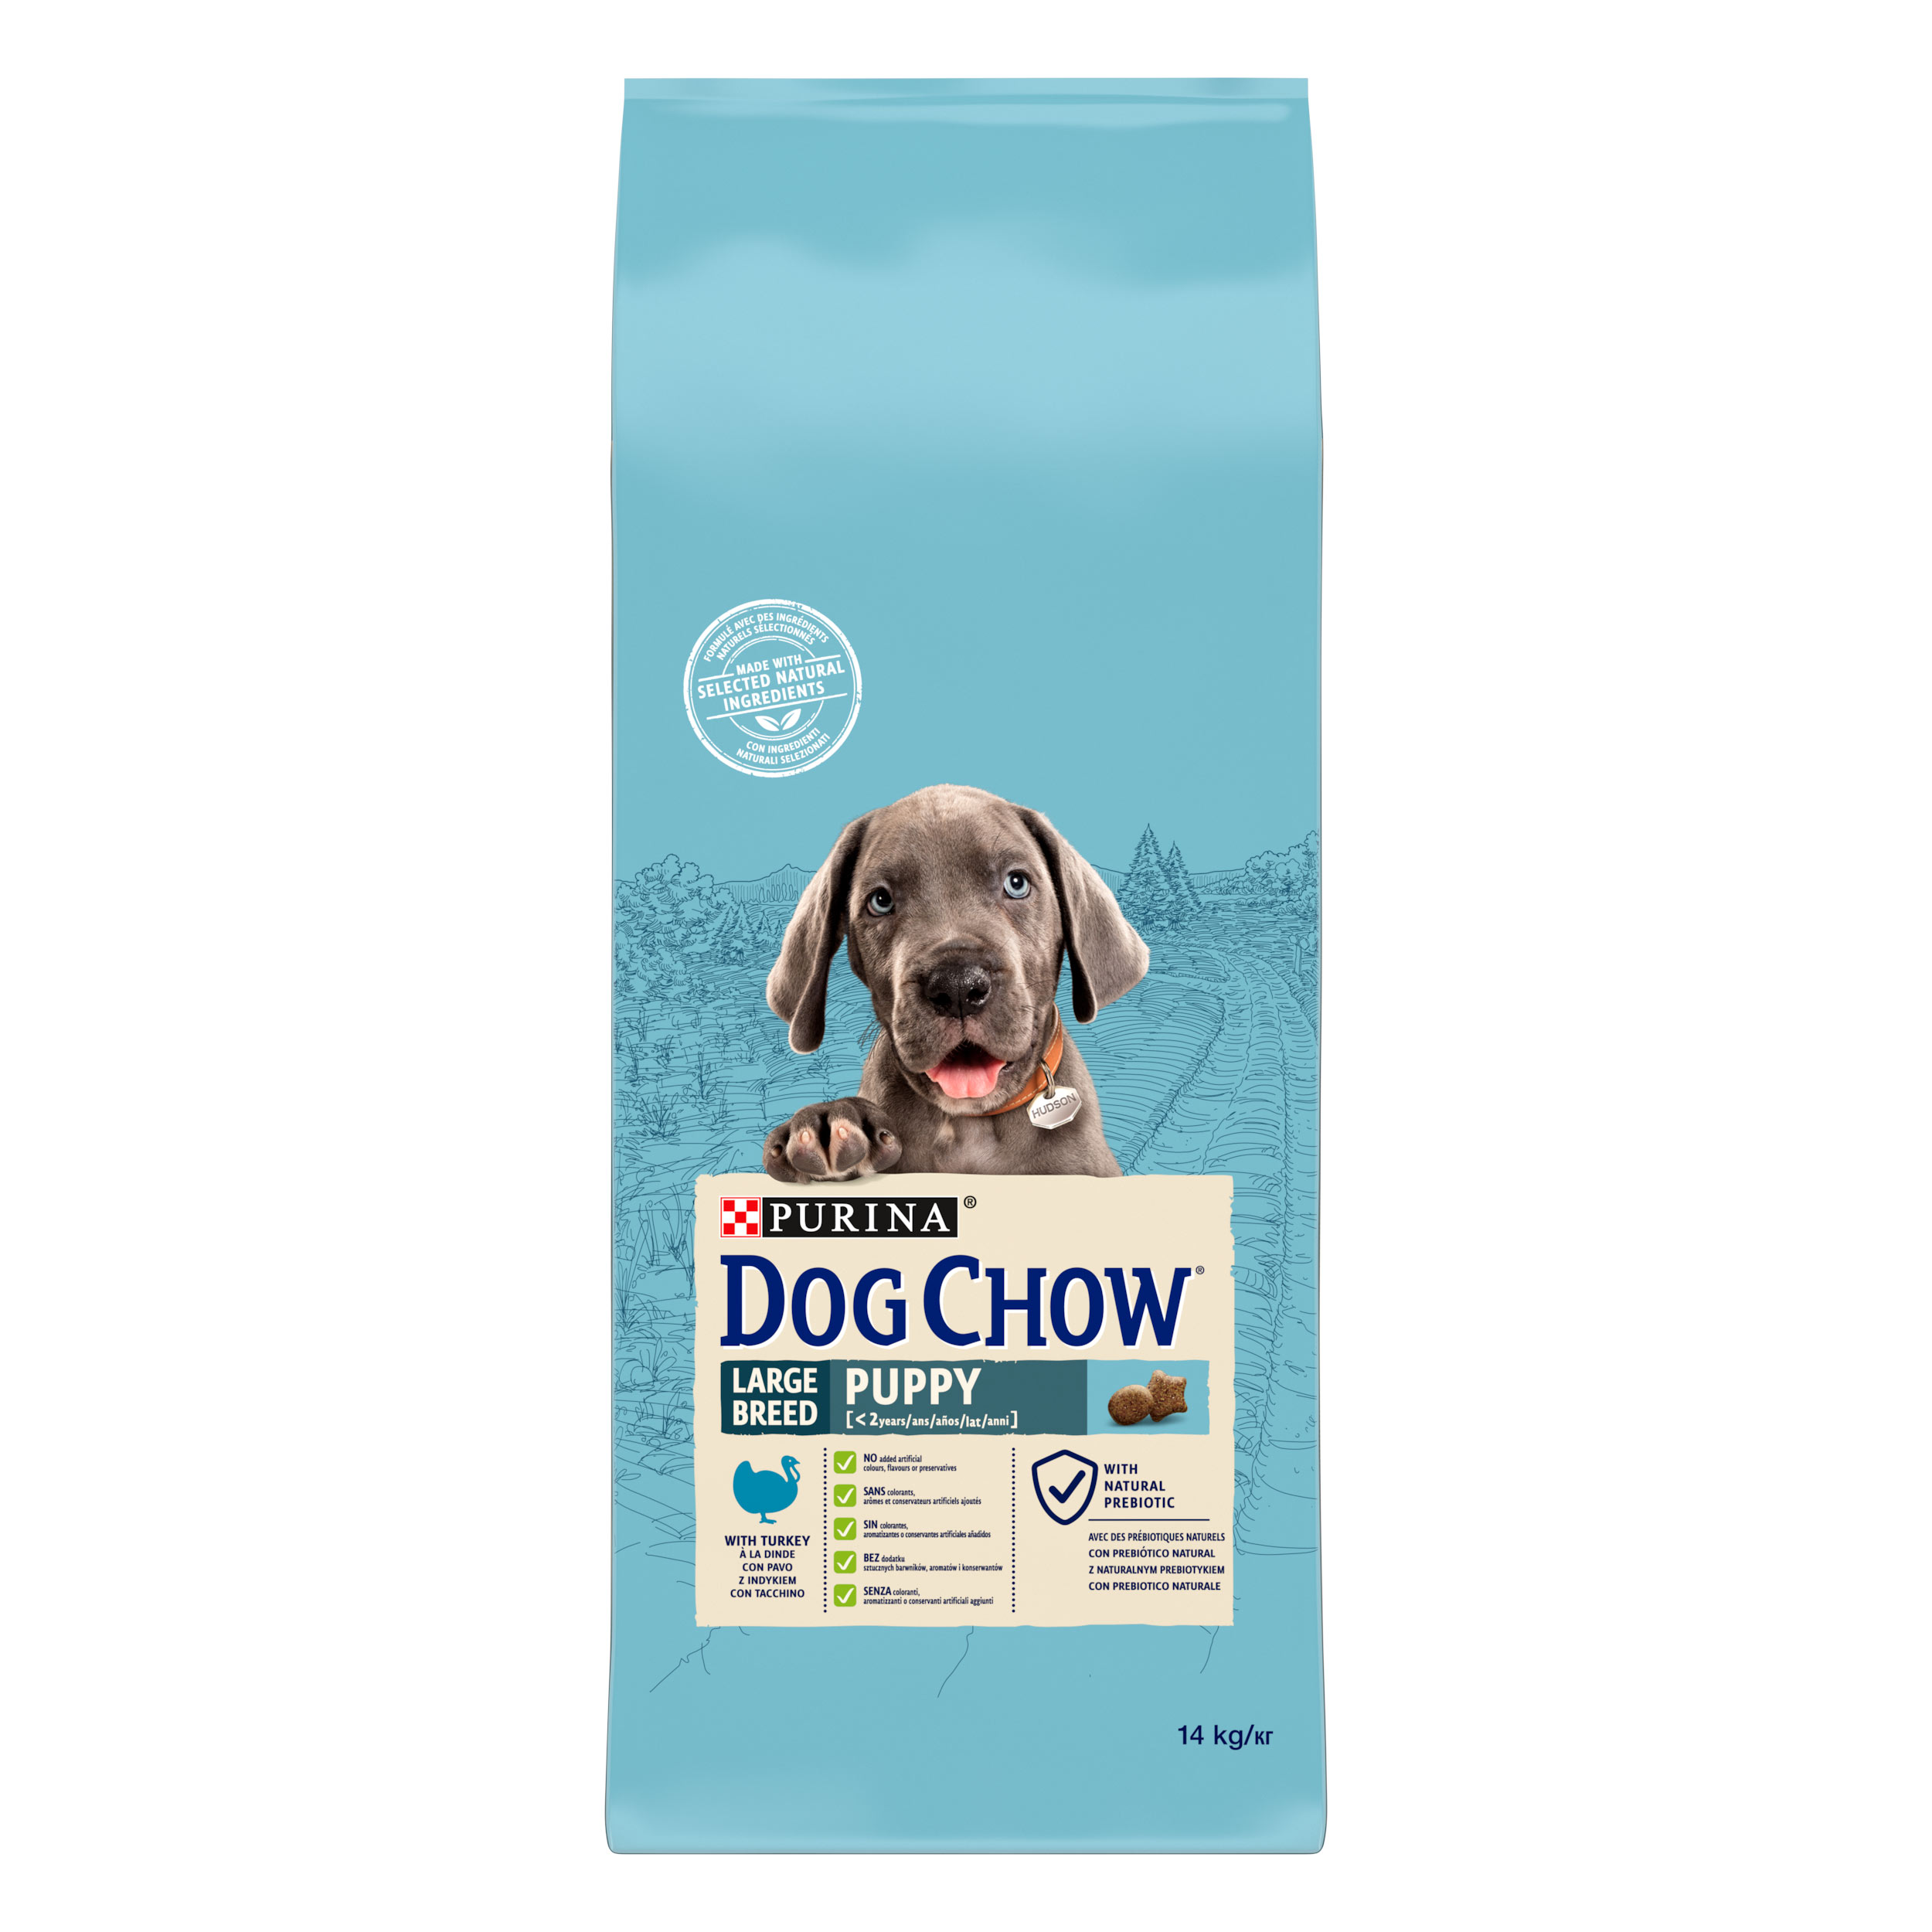 FORMULÉ AVEC DES INGRÉDIENTS
NATURELS SÉLECTIONNÉS
MADE WITH
SELECTED NATURAL
INGREDIENTS
CON INGREDIENTI
NATURALI SELEZIONATI
HUDSON
PURINA®
DOG CHOW®
LARGE
BREED
PUPPY
[< 2years/ans/años/lat/anni]
WITH TURKEY
À LA DINDE
CON PAVO
Z INDYKIEM
CON TACCHINO
NO added artificial
colours, flavours or preservatives
SANS colorants,
arômes et conservateurs artificiels ajoutés
SIN colorantes,
aromatizantes o conservantes artificiales añadidos
BEZ dodatku
sztucznych barwników, aromatów i konserwantów
SENZA coloranti,
aromatizzanti o conservanti artificiali aggiunti
WITH
NATURAL
PREBIOTIC
AVEC DES PRÉBIOTIQUES NATURELS
CON PREBIÓTICO NATURAL
Z NATURALNYM PREBIOTYKIEM
CON PREBIOTICO NATURALE
14 kg/кг